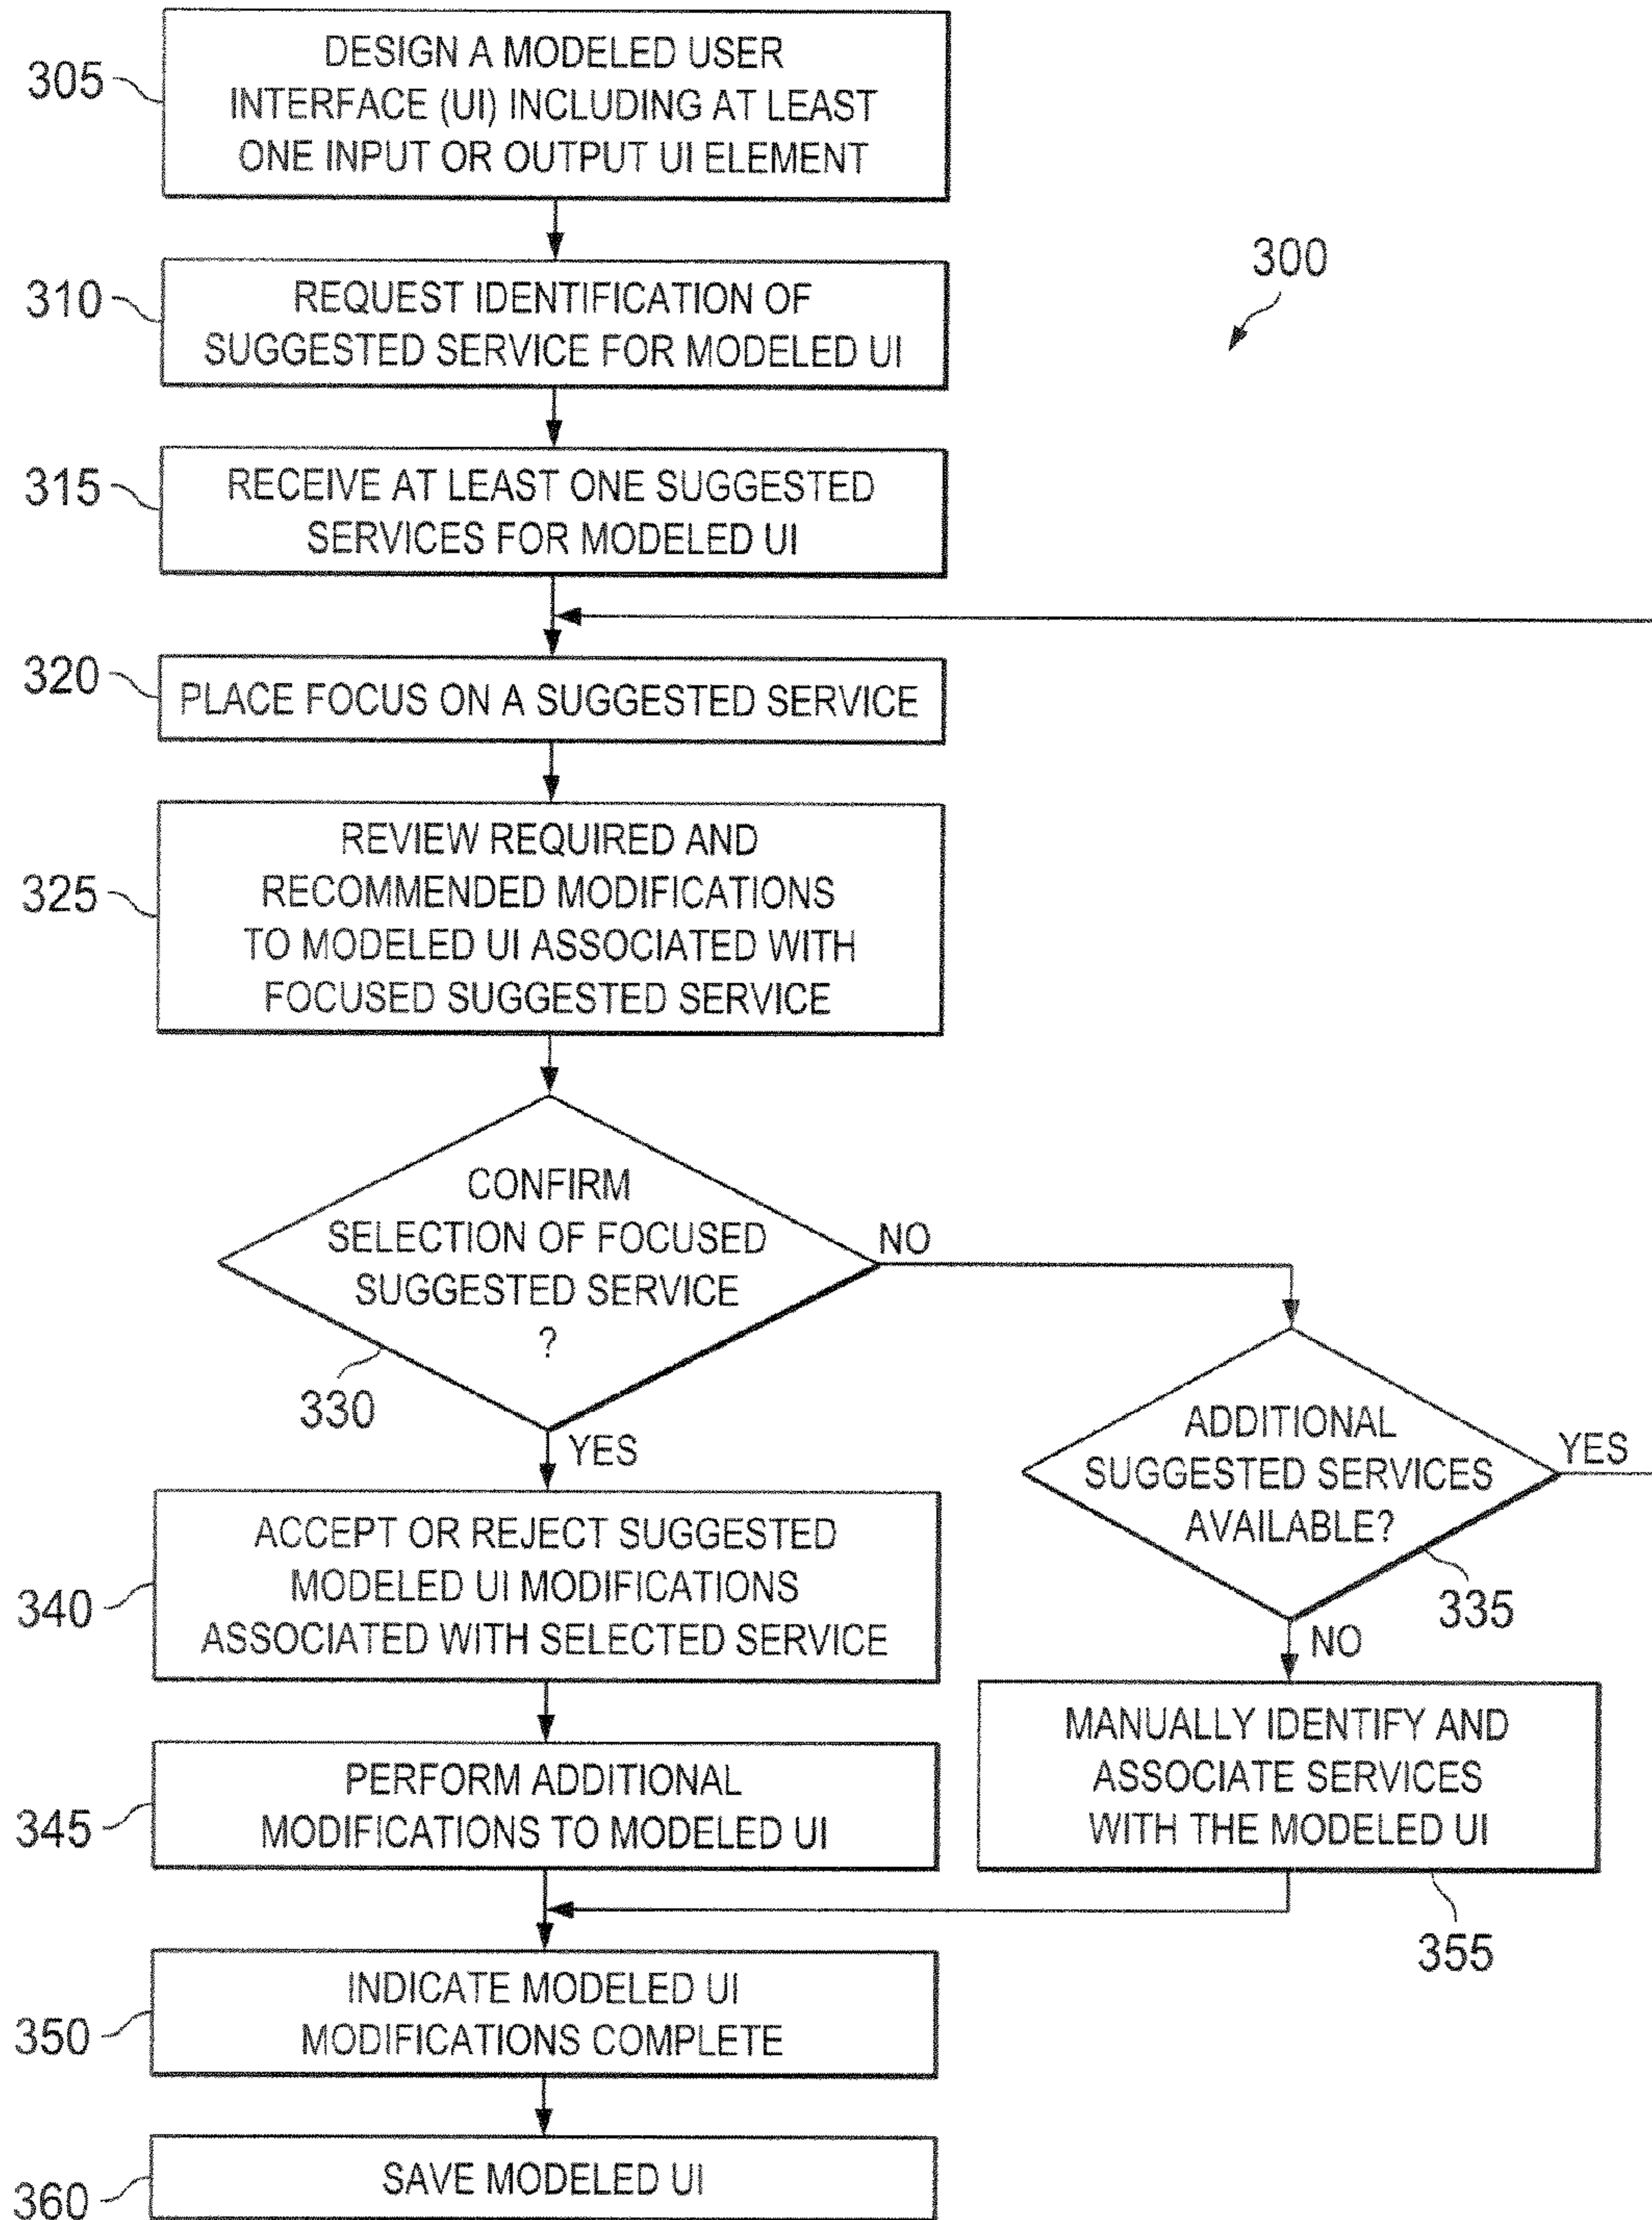 305
DESIGN A MODELED USER
INTERFACE (UI) INCLUDING AT LEAST
ONE INPUT OR OUTPUT UI ELEMENT
300
310
REQUEST IDENTIFICATION OF
SUGGESTED SERVICE FOR MODELED UI
315
RECEIVE AT LEAST ONE SUGGESTED
SERVICES FOR MODELED UI
320
PLACE FOCUS ON A SUGGESTED SERVICE
325
REVIEW REQUIRED AND
RECOMMENDED MODIFICATIONS
TO MODELED UI ASSOCIATED WITH
FOCUSED SUGGESTED SERVICE
CONFIRM
SELECTION OF FOCUSED
SUGGESTED SERVICE
?
NO
330
YES
ADDITIONAL
SUGGESTED SERVICES
AVAILABLE?
YES
335
NO
340
ACCEPT OR REJECT SUGGESTED
MODELED UI MODIFICATIONS
ASSOCIATED WITH SELECTED SERVICE
MANUALLY IDENTIFY AND
ASSOCIATE SERVICES
WITH THE MODELED UI
355
345
PERFORM ADDITIONAL
MODIFICATIONS TO MODELED UI
350
INDICATE MODELED UI
MODIFICATIONS COMPLETE
360
SAVE MODELED UI